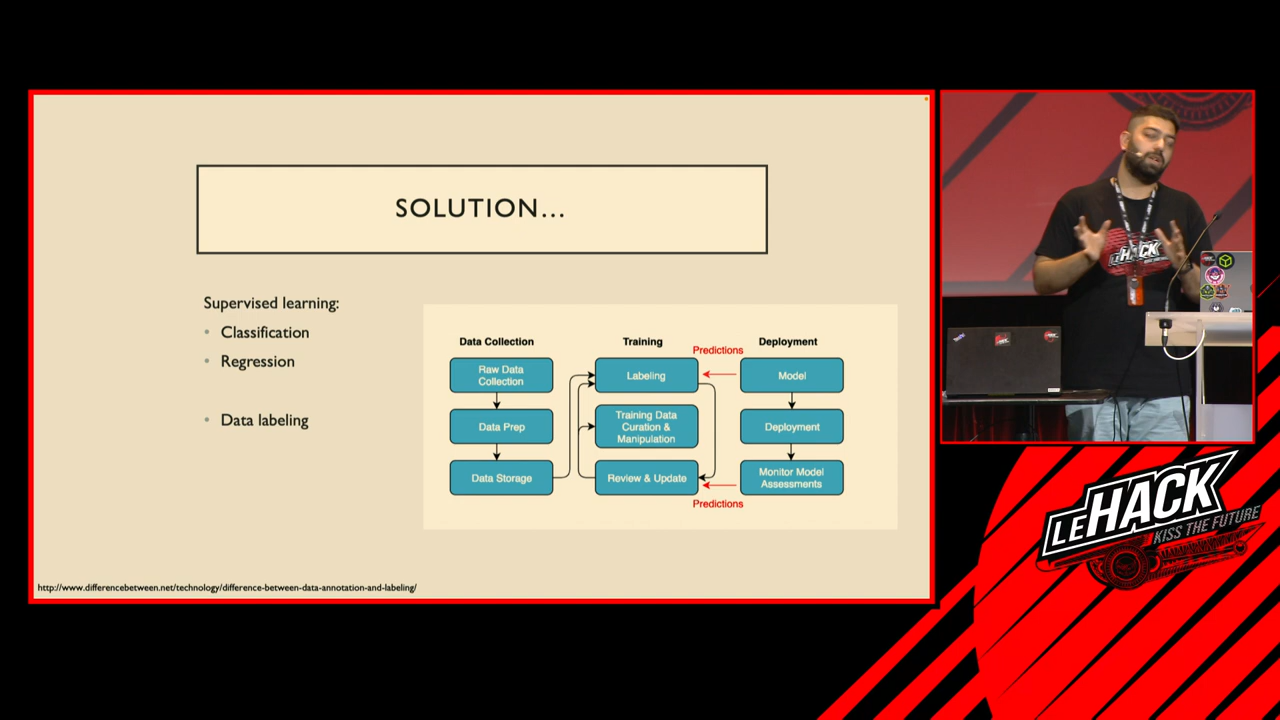 SOLUTION...
Supervised learning:
• Classification
• Regression
• Data labeling
Data Collection
Training
Deployment
Predictions
Raw Data
Collection
Labeling
Model
Data Prep
Training Data
Curation &
Manipulation
Deployment
Data Storage
Review & Update
Monitor Model
Assessments
Predictions
http://www.differencebetween.net/technology/difference-between-data-annotation-and-labeling/
LEHACK
LEHACK
KISS THE FUTURE